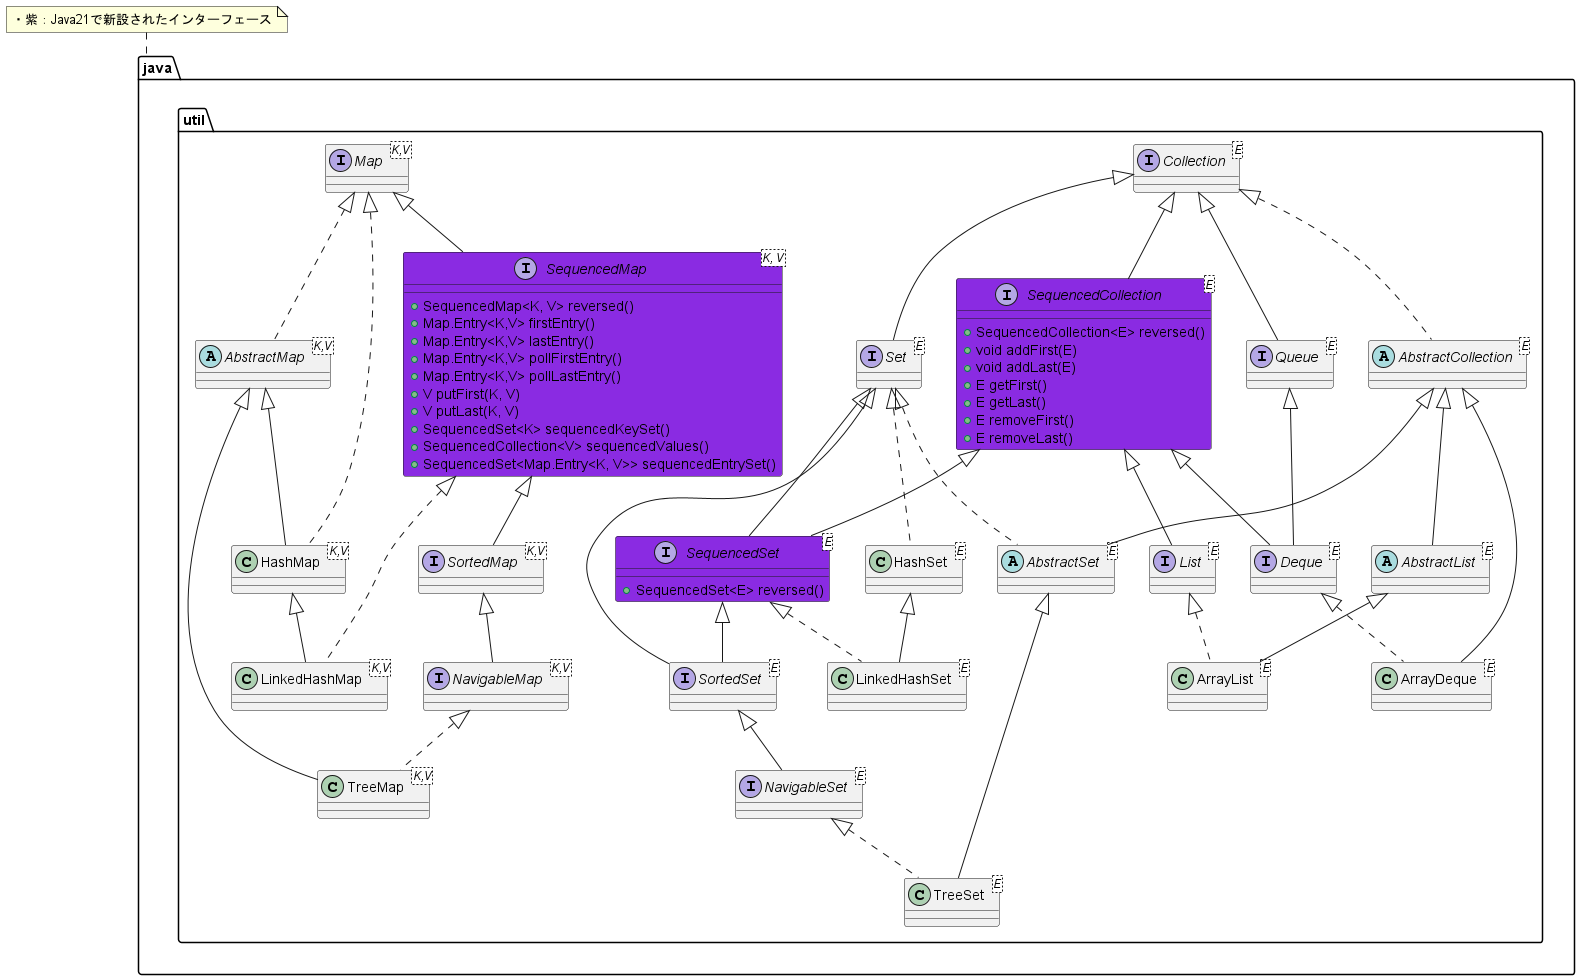 ・紫：Java21で新設されたインターフェース
java
util
I Map K,V
I Collection E
I SequencedMap K, V
SequencedMap<K, V> reversed()
Map.Entry<K,V> firstEntry()
Map.Entry<K,V> lastEntry()
Map.Entry<K,V> pollFirstEntry()
Map.Entry<K,V> pollLastEntry()
V putFirst(K, V)
V putLast(K, V)
SequencedSet<K> sequencedKeySet()
SequencedCollection<V> sequencedValues()
SequencedSet<Map.Entry<K, V>> sequencedEntrySet()
I SequencedCollection E
SequencedCollection<E> reversed()
void addFirst(E)
void addLast(E)
E getFirst()
E getLast()
E removeFirst()
E removeLast()
A AbstractMap K,V
I Set E
I Queue E
A AbstractCollection E
C HashMap K,V
I SortedMap K,V
I SequencedSet E
SequencedSet<E> reversed()
C HashSet E
A AbstractSet E
I List E
I Deque E
A AbstractList E
C LinkedHashMap K,V
I NavigableMap K,V
I SortedSet E
C LinkedHashSet E
C ArrayList E
C ArrayDeque E
C TreeMap K,V
I NavigableSet E
C TreeSet E